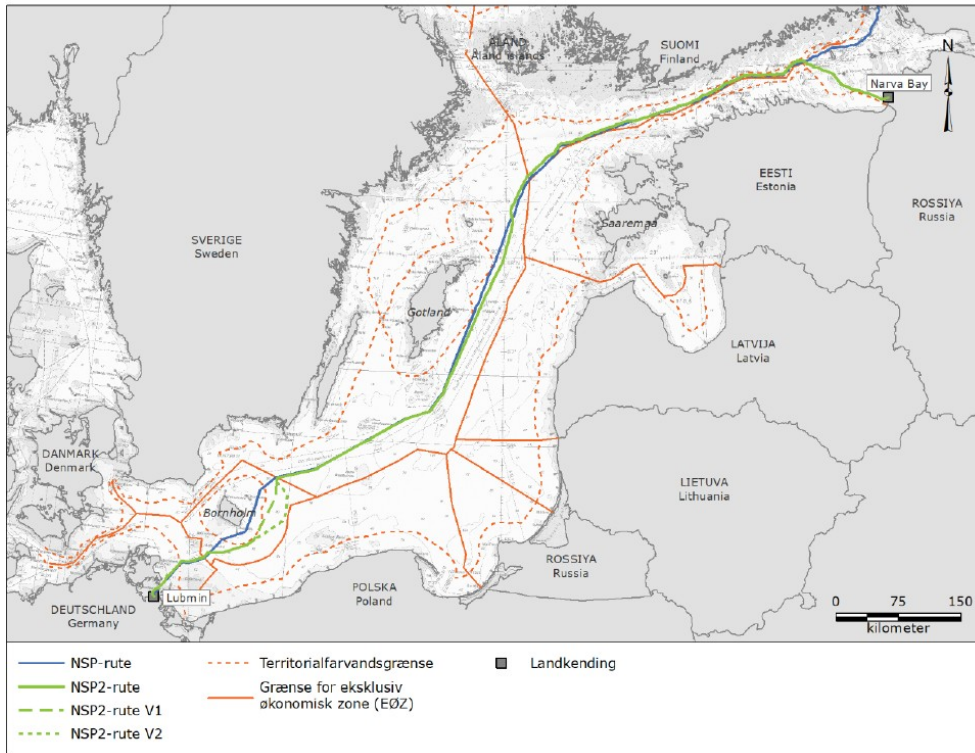 ÅLAND
Åland islands
SUOMI
Finland
N
Narva Bay
EESTI
Estonia
ROSSIYA
Russia
SVERIGE
Sweden
Saaremaa
Gotland
LATVIJA
Latvia
DANMARK
Denmark
LIETUVA
Lithuania
Bornholm
ROSSIYA
Russia
POLSKA
Poland
Lubmin
DEUTSCHLAND
Germany
0 75 150
kilometer
NSP-rute
NSP2-rute
NSP2-rute V1
NSP2-rute V2
Territorialfarvandsgrænse
Grænse for eksklusiv
økonomisk zone (EØZ)
Landkending